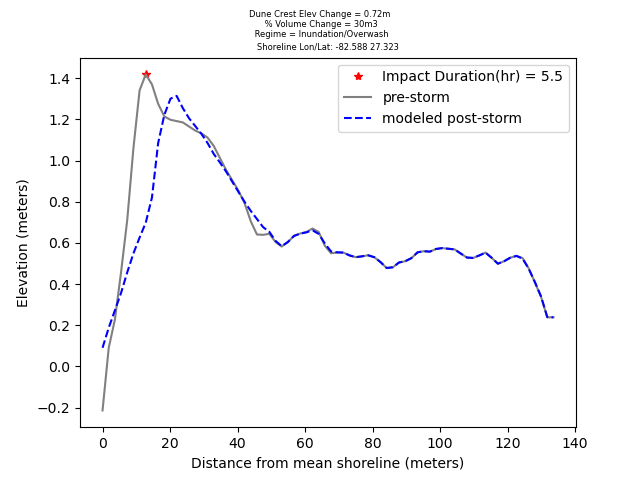 Dune Crest Elev Change = 0.72m
% Volume Change = 30m3
Regime = Inundation/Overwash
Shoreline Lon/Lat: -82.588 27.323
Impact Duration(hr) = 5.5
pre-storm
modeled post-storm
Elevation (meters)
1.4
1.2
1.0
0.8
0.6
0.4
0.2
0.0
−0.2
0 20 40 60 80 100 120 140
Distance from mean shoreline (meters)